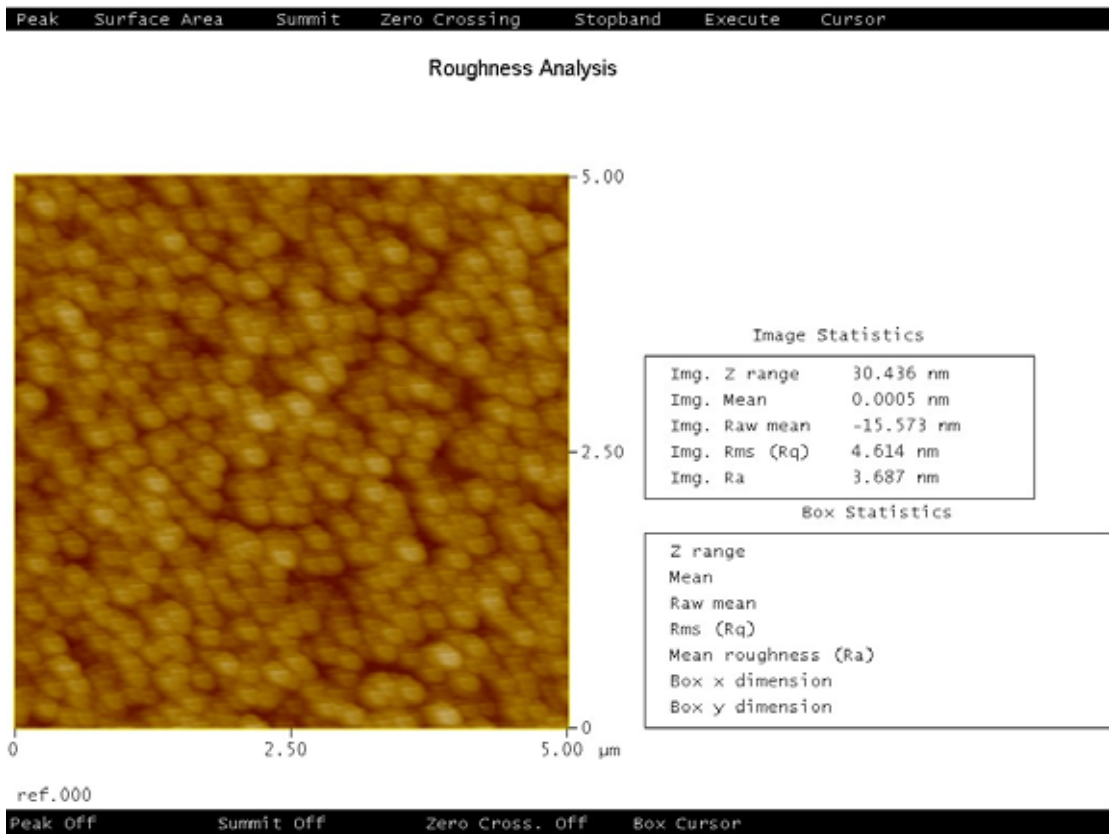 Peak Surface Area Summit Zero Crossing Stopband Execute Cursor
Roughness Analysis
5.00
2.50
0
0 2.50 5.00 µm
Image Statistics
Img. Z range 30.436 nm
Img. Mean 0.0005 nm
Img. Raw mean -15.573 nm
Img. Rms (Rq) 4.614 nm
Img. Ra 3.687 nm
Box Statistics
Z range
Mean
Raw mean
Rms (Rq)
Mean roughness (Ra)
Box x dimension
Box y dimension
ref.000
Peak Off Summit Off Zero Cross. Off Box Cursor